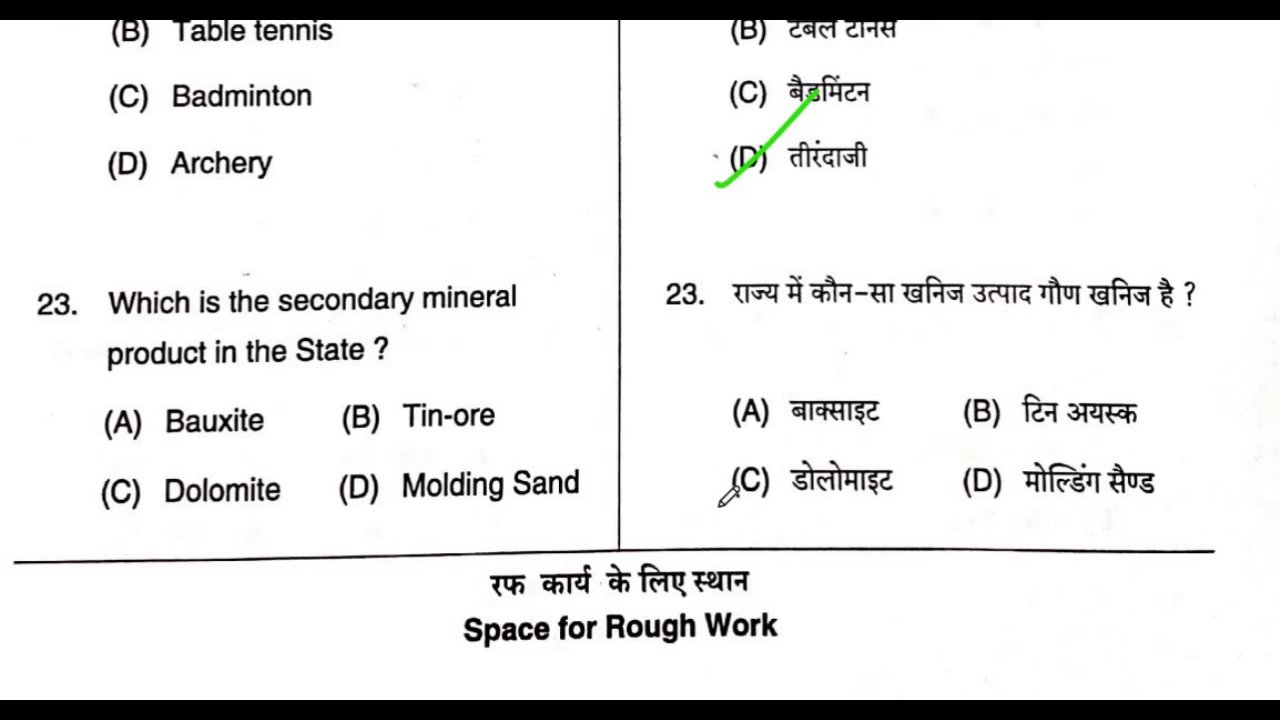 (B) Table tennis
(C) Badminton
(D) Archery
23. Which is the secondary mineral
product in the State ?
(A) Bauxite (B) Tin-ore
(C) Dolomite (D) Molding Sand
(B) टेबल टेनिस
(C) बैडमिंटन
(D) तीरंदाजी
23. राज्य में कौन-सा खनिज उत्पाद गौण खनिज है ?
(A) बाक्साइट (B) टिन अयस्क
(C) डोलोमाइट (D) मोल्डिंग सैण्ड
रफ कार्य के लिए स्थान
Space for Rough Work